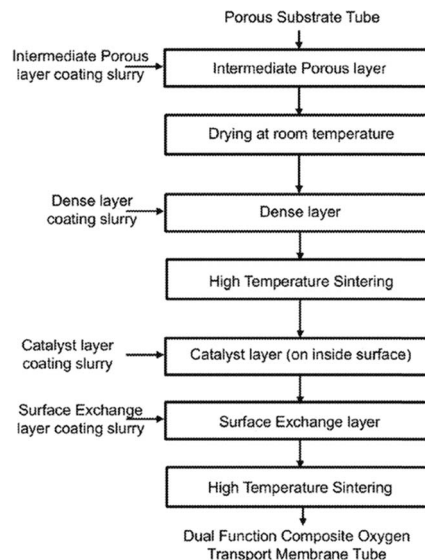 Porous Substrate Tube
Intermediate Porous
layer coating slurry
Intermediate Porous layer
Drying at room temperature
Dense layer
coating slurry
Dense layer
High Temperature Sintering
Catalyst layer
coating slurry
Catalyst layer (on inside surface)
Surface Exchange
layer coating slurry
Surface Exchange layer
High Temperature Sintering
Dual Function Composite Oxygen
Transport Membrane Tube